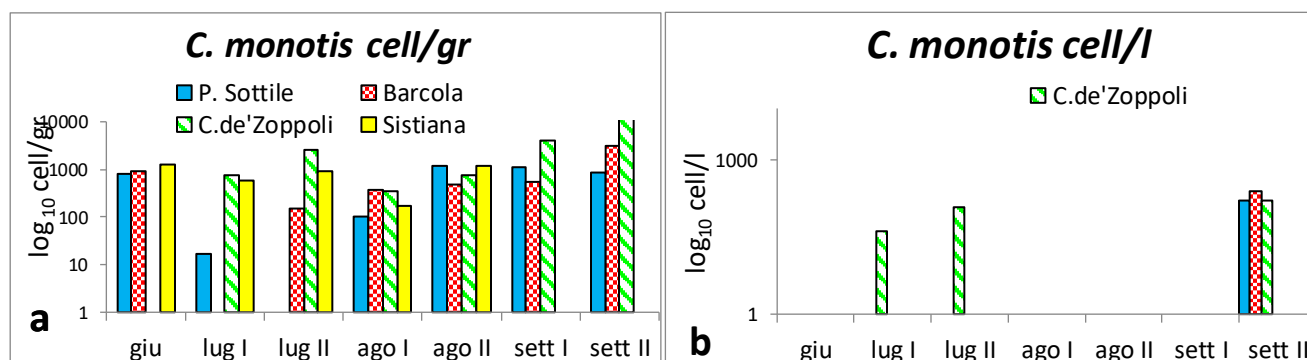 C. monotis cell/gr
P. Sottile
Barcola
C.de'Zoppoli
Sistiana
log10 cell/gr
10000
1000
100
10
1
a
giu
lug I
lug II
ago I
ago II
sett I
sett II
C. monotis cell/l
C.de'Zoppoli
log10 cell/l
1000
1
b
giu
lug I
lug II
ago I
ago II
sett I
sett II